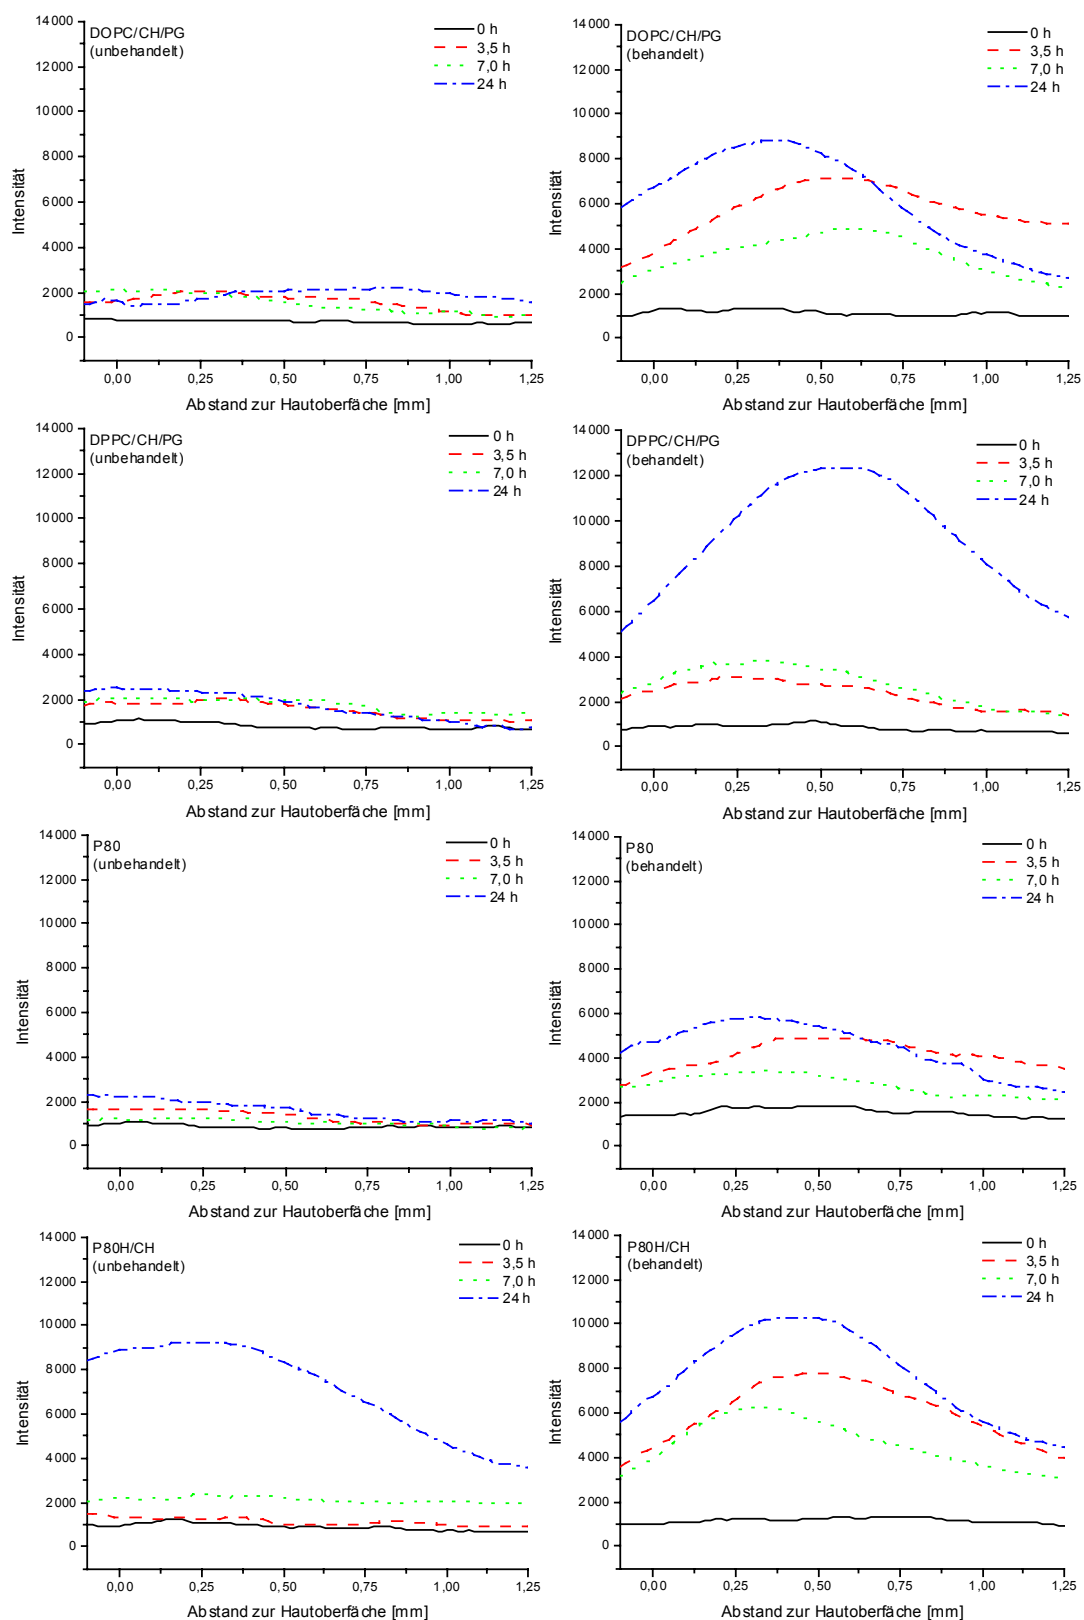 14000
12000
10000
8000
6000
4000
2000
0
Intensität
DOPC/CH/PG
(unbehandelt)
0 h
3,5 h
7,0 h
24 h
0,00 0,25 0,50 0,75 1,00 1,25
Abstand zur Hautoberfäche [mm]
14000
12000
10000
8000
6000
4000
2000
0
Intensität
DOPC/CH/PG
(behandelt)
0 h
3,5 h
7,0 h
24 h
0,00 0,25 0,50 0,75 1,00 1,25
Abstand zur Hautoberfäche [mm]
14000
12000
10000
8000
6000
4000
2000
0
Intensität
DPPC/CH/PG
(unbehandelt)
0 h
3,5 h
7,0 h
24 h
0,00 0,25 0,50 0,75 1,00 1,25
Abstand zur Hautoberfäche [mm]
14000
12000
10000
8000
6000
4000
2000
0
Intensität
DPPC/CH/PG
(behandelt)
0 h
3,5 h
7,0 h
24 h
0,00 0,25 0,50 0,75 1,00 1,25
Abstand zur Hautoberfäche [mm]
14000
12000
10000
8000
6000
4000
2000
0
Intensität
P80
(unbehandelt)
0 h
3,5 h
7,0 h
24 h
0,00 0,25 0,50 0,75 1,00 1,25
Abstand zur Hautoberfäche [mm]
14000
12000
10000
8000
6000
4000
2000
0
Intensität
P80
(behandelt)
0 h
3,5 h
7,0 h
24 h
0,00 0,25 0,50 0,75 1,00 1,25
Abstand zur Hautoberfäche [mm]
14000
12000
10000
8000
6000
4000
2000
0
Intensität
P80H/CH
(unbehandelt)
0 h
3,5 h
7,0 h
24 h
0,00 0,25 0,50 0,75 1,00 1,25
Abstand zur Hautoberfäche [mm]
14000
12000
10000
8000
6000
4000
2000
0
Intensität
P80H/CH
(behandelt)
0 h
3,5 h
7,0 h
24 h
0,00 0,25 0,50 0,75 1,00 1,25
Abstand zur Hautoberfäche [mm]